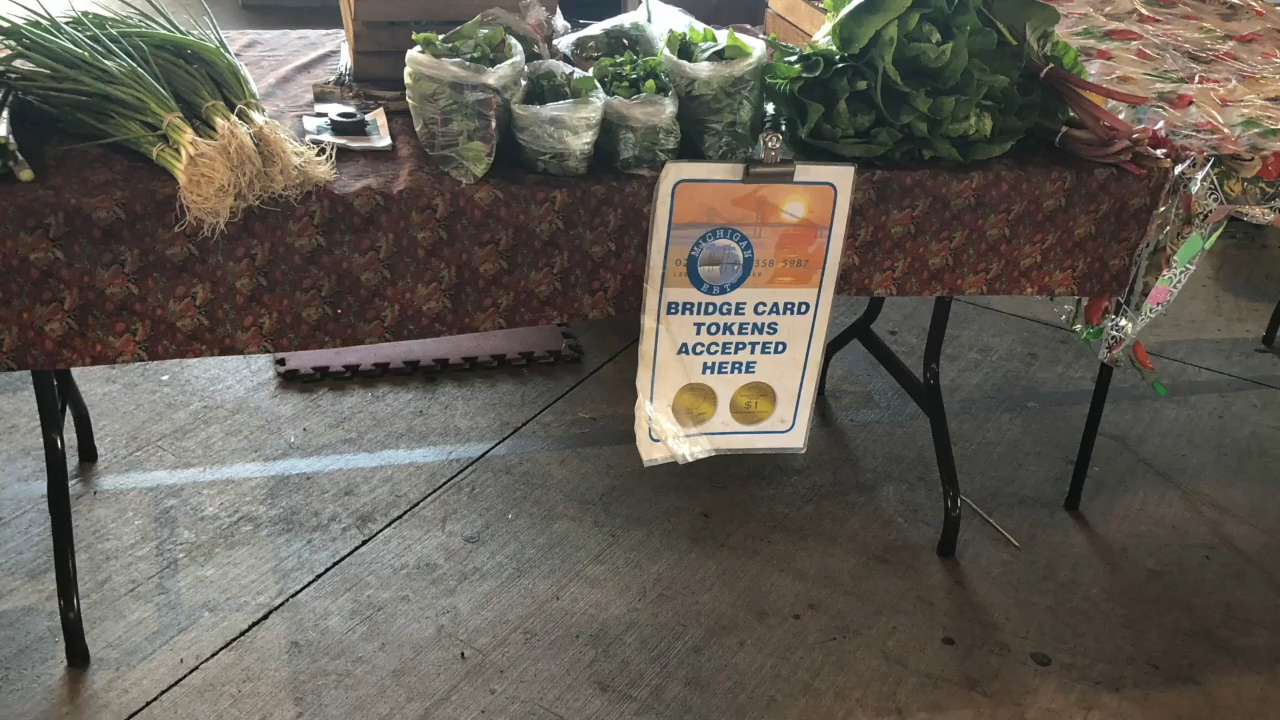 MICHIGAN
EBT
358 5987
BRIDGE CARD
TOKENS
ACCEPTED
HERE
$1